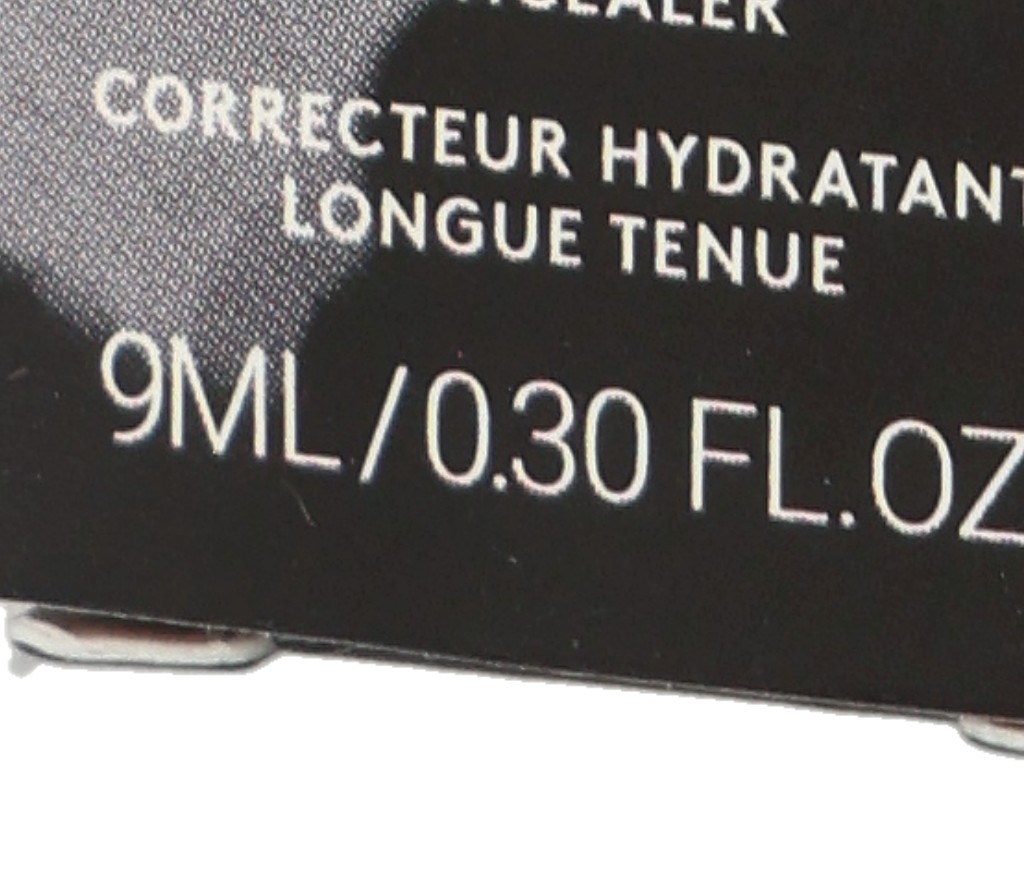 CORRECTEUR HYDRATANT
LONGUE TENUE
9ML/0.30 FL.OZ